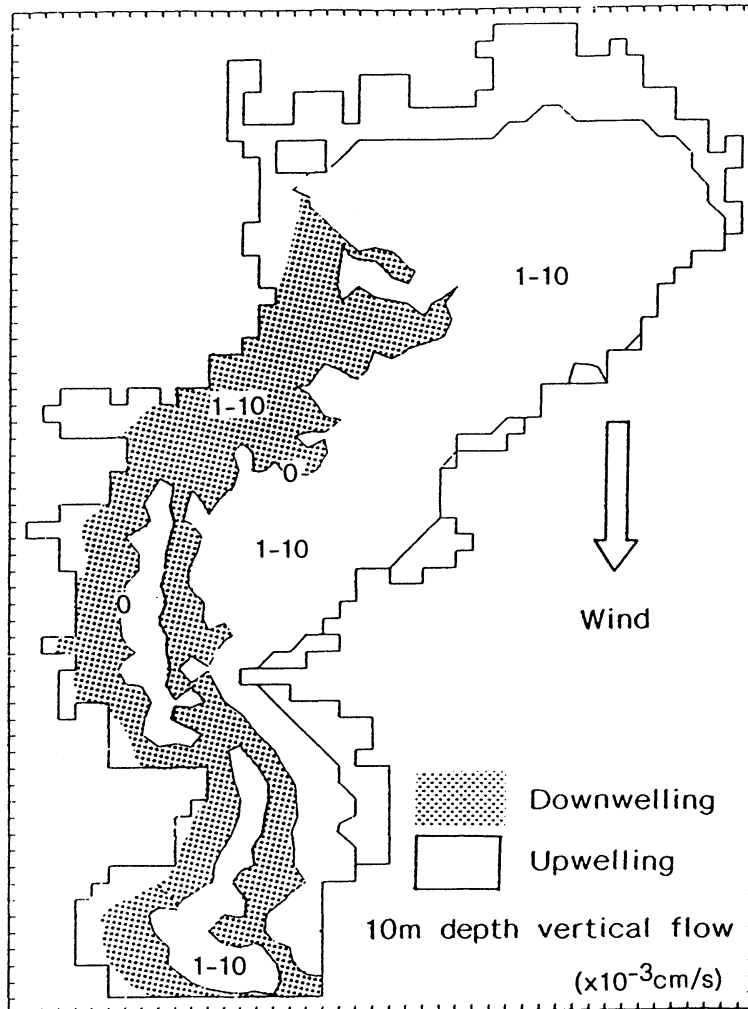 1-10
1-10
0
1-10
0
Wind
Downwelling
Upwelling
10m depth vertical flow
1-10
(x10⁻³cm/s)